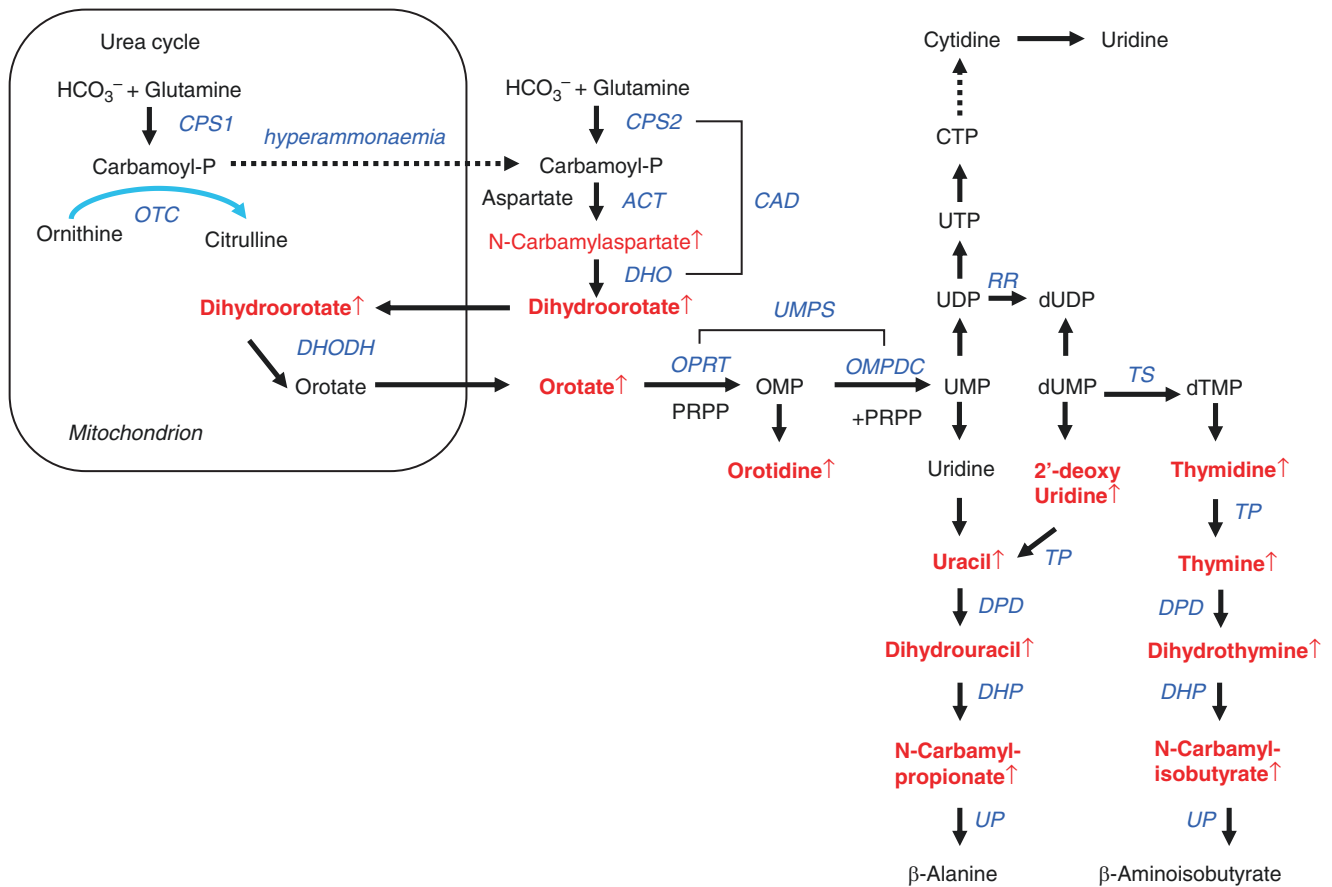 Urea cycle
HCO₃⁻ + Glutamine
CPS1
hyperammonaemia
Carbamoyl-P
OTC
Ornithine
Citrulline
Dihydroorotate↑
DHODH
Orotate
Mitochondrion
HCO₃⁻ + Glutamine
CPS2
Carbamoyl-P
Aspartate
ACT
CAD
N-Carbamylaspartate↑
DHO
Dihydroorotate↑
UMPS
OPRT
OMPDC
Orotate↑
OMP
UMP
PRPP
+PRPP
Orotidine↑
Cytidine
Uridine
CTP
UTP
UDP
RR
dUDP
dUMP
TS
dTMP
Uridine
2'-deoxy
Uridine↑
Thymidine↑
TP
TP
Uracil↑
Thymine↑
DPD
DPD
Dihydrouracil↑
Dihydrothymine↑
DHP
DHP
N-Carbamyl-
propionate↑
N-Carbamyl-
isobutyrate↑
UP
UP
β-Alanine
β-Aminoisobutyrate